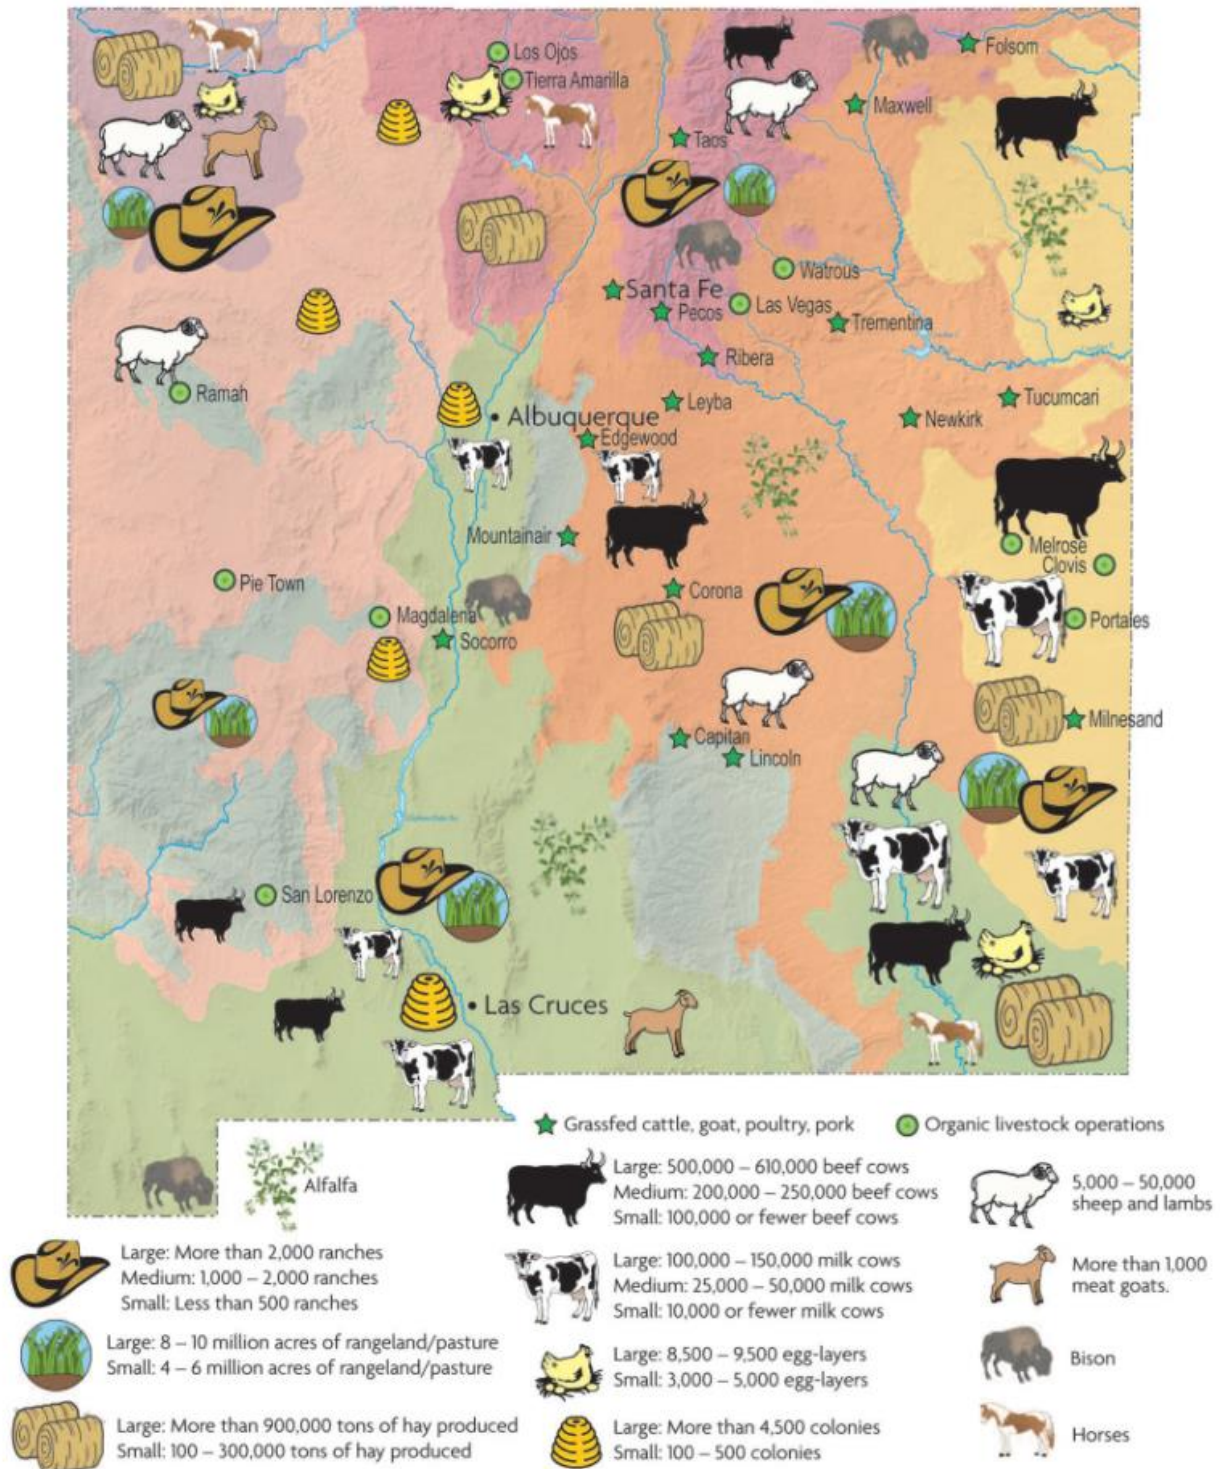 Los Ojos
Folsom
Tierra Amarilla
Maxwell
Taos
Watrous
Santa Fe
Las Vegas
Pecos
Trementina
Ribera
Ramah
Leyba
Tucumcari
Albuquerque
Newkirk
Edgewood
Mountainair
Melrose
Clovis
Pie Town
Corona
Magdalena
Portales
Socorro
Milnesand
Capitan
Lincoln
San Lorenzo
Las Cruces
Grassfed cattle, goat, poultry, pork
Organic livestock operations
Alfalfa
Large: 500,000 – 610,000 beef cows
Medium: 200,000 – 250,000 beef cows
Small: 100,000 or fewer beef cows
5,000 – 50,000
sheep and lambs
Large: More than 2,000 ranches
Medium: 1,000 – 2,000 ranches
Small: Less than 500 ranches
Large: 100,000 – 150,000 milk cows
Medium: 25,000 – 50,000 milk cows
Small: 10,000 or fewer milk cows
More than 1,000
meat goats.
Large: 8 – 10 million acres of rangeland/pasture
Small: 4 – 6 million acres of rangeland/pasture
Large: 8,500 – 9,500 egg-layers
Small: 3,000 – 5,000 egg-layers
Bison
Large: More than 900,000 tons of hay produced
Small: 100 – 300,000 tons of hay produced
Large: More than 4,500 colonies
Small: 100 – 500 colonies
Horses